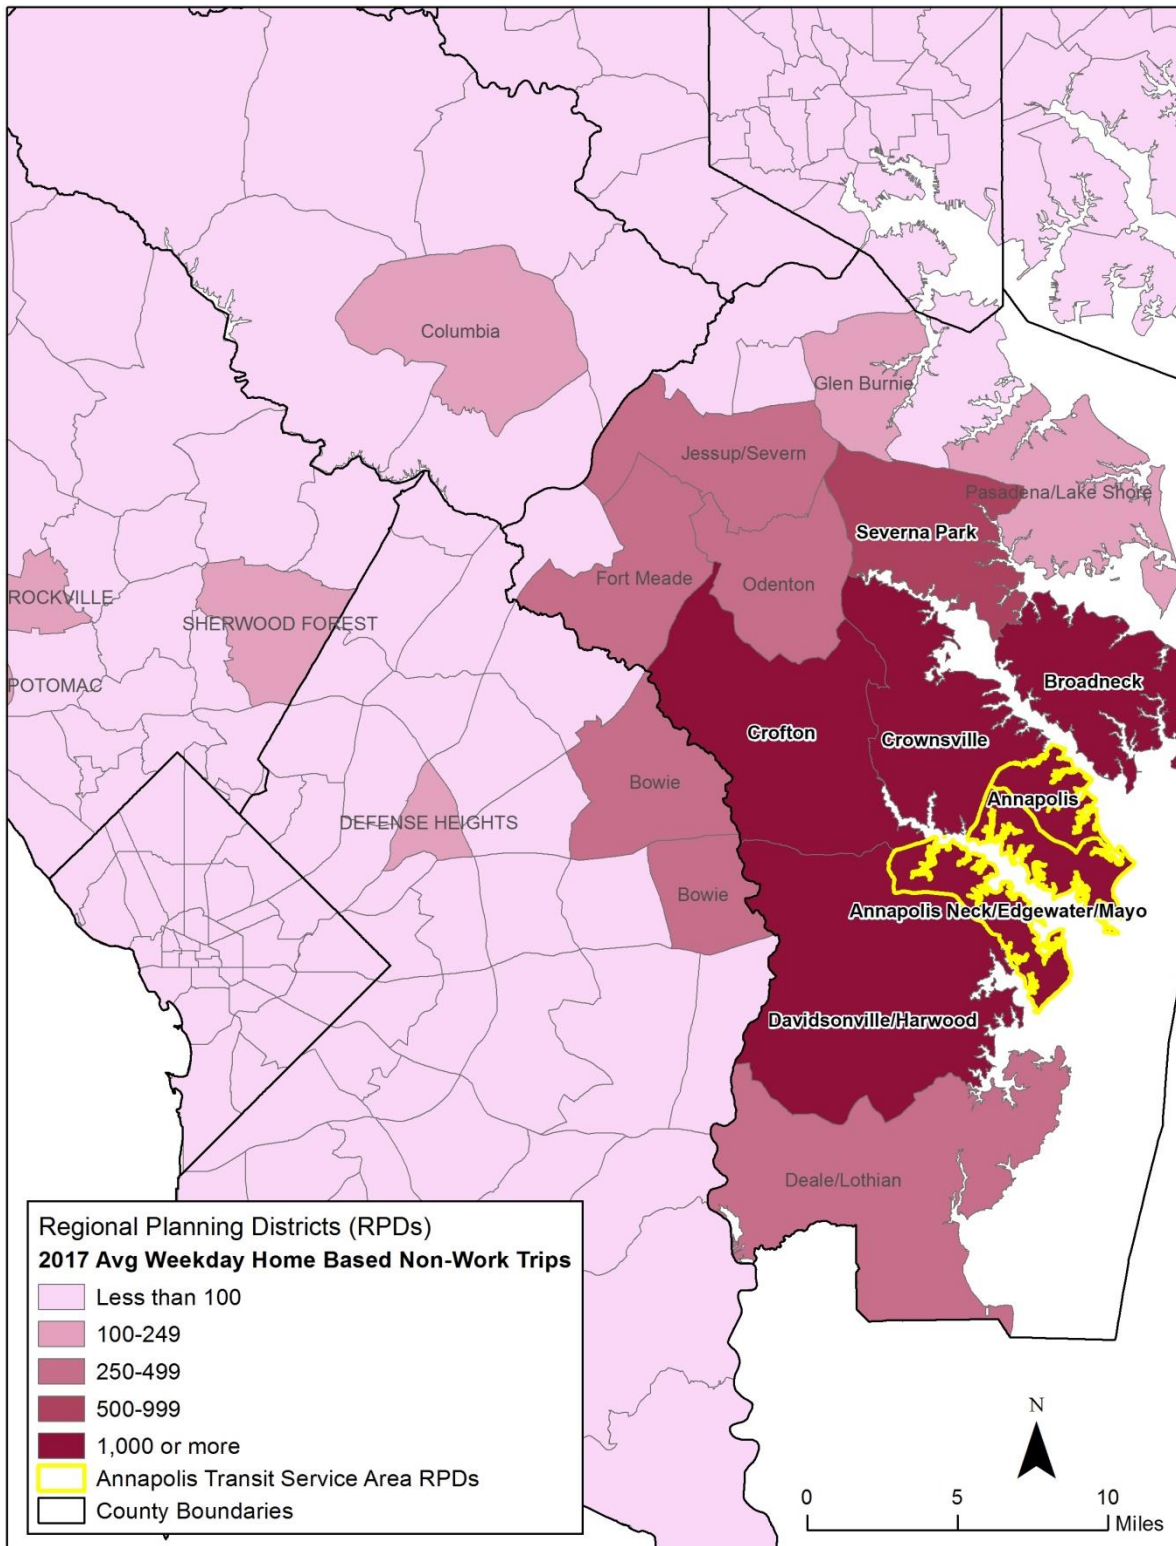 Columbia
Glen Burnie
Jessup/Severn
Pasadena/Lake Shore
Severna Park
Fort Meade
Odenton
ROCKVILLE
SHERWOOD FOREST
POTOMAC
Broadneck
Crofton
Crownsville
Bowie
Annapolis
DEFENSE HEIGHTS
Bowie
Annapolis Neck/Edgewater/Mayo
Davidsonville/Harwood
Deale/Lothian
Regional Planning Districts (RPDs)
2017 Avg Weekday Home Based Non-Work Trips
Less than 100
100-249
250-499
500-999
1,000 or more
Annapolis Transit Service Area RPDs
County Boundaries
N
0 5 10
Miles